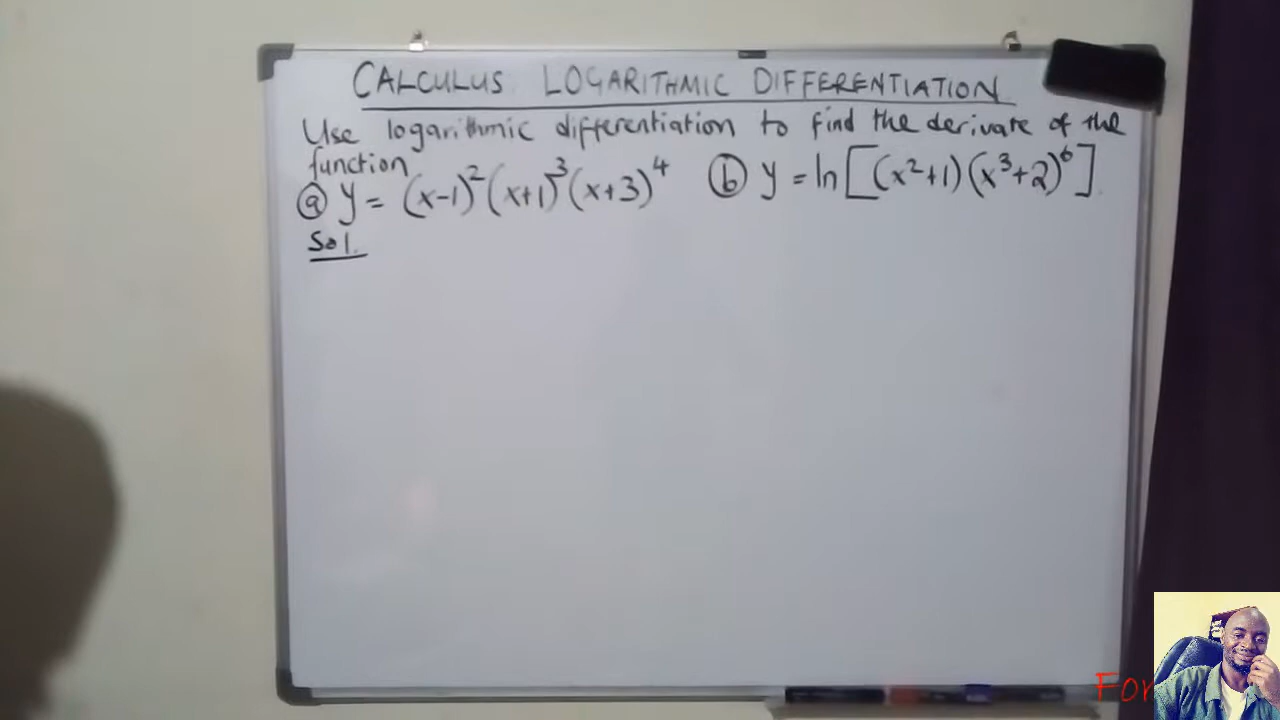 CALCULUS LOGARITHMIC DIFFERENTIATION
Use logarithmic differentiation to find the derivate of the
function
ⓐ y = (x-1)²(x+1)³(x+3)⁴ ⓑ y = ln[(x²+1)(x³+2)⁶]
Sol.
For